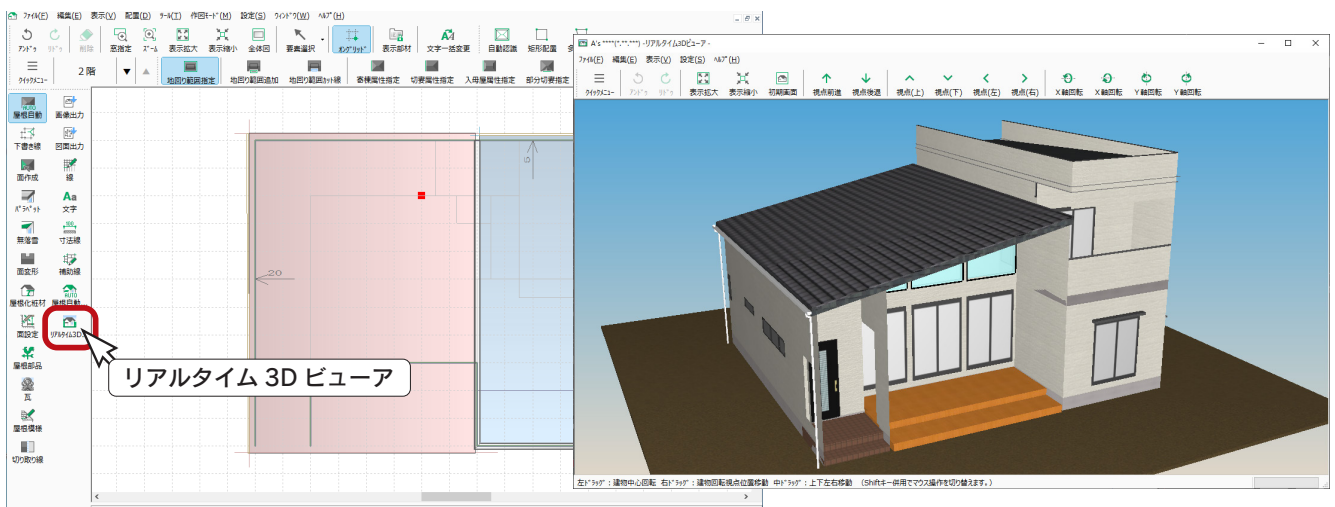 ﾌｧｲﾙ(F) 編集(E) 表示(V) 配置(D) ﾂｰﾙ(T) 作図ﾓｰﾄﾞ(M) 設定(S) ｳｨﾝﾄﾞｳ(W) ﾍﾙﾌﾟ(H)
ｱﾝﾄﾞｩ ﾘﾄﾞｩ 削除 窓指定 ｽﾞｰﾑ 表示拡大 表示縮小 全体図 要素選択 ｵﾝｸﾞﾘｯﾄﾞ 表示部材 文字一括変更 自動認識 矩形配置
ｸｲｯｸﾒﾆｭｰ 2階 ▼ ▲ 地回り範囲指定 地回り範囲追加 地回り範囲ｶｯﾄ線 寄棟属性指定 切妻属性指定 入母屋属性指定 部分切妻指定
屋根自動 画像出力
下書き線 図面出力
面作成 線
ﾊﾟﾗﾍﾟｯﾄ 文字
無落雪 寸法線
面変形 補助線
屋根化粧材 屋根自動...
面設定 ﾘｱﾙﾀｲﾑ3D...
屋根部品
瓦
屋根模様
切り取り線
20
5
リアルタイム 3D ビューア
A's ****(*.**.***) -ﾘｱﾙﾀｲﾑ3Dﾋﾞｭｰｱ-
ﾌｧｲﾙ(F) 編集(E) 表示(V) 設定(S) ﾍﾙﾌﾟ(H)
ｸｲｯｸﾒﾆｭｰ ｱﾝﾄﾞｩ ﾘﾄﾞｩ 表示拡大 表示縮小 初期画面 視点前進 視点後退 視点(上) 視点(下) 視点(左) 視点(右) X軸回転 X軸回転 Y軸回転 Y軸回転
左ﾄﾞﾗｯｸﾞ：建物中心回転 右ﾄﾞﾗｯｸﾞ：建物回転視点位置移動 中ﾄﾞﾗｯｸﾞ：上下左右移動 (Shiftキー併用でマウス操作を切り替えます。)